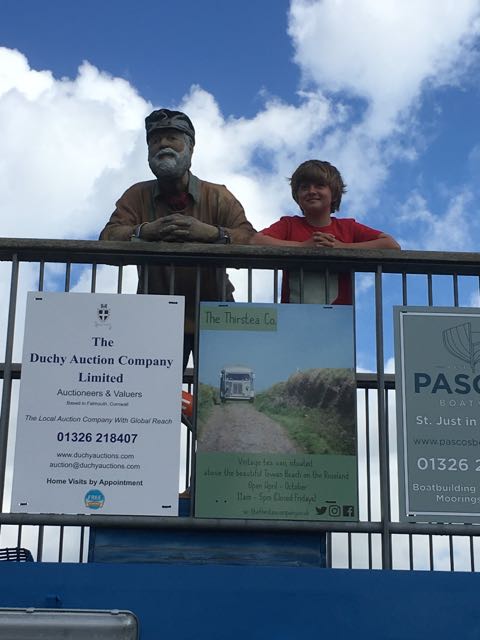 The
Duchy Auction Company
Limited
Auctioneers & Valuers
Based in Falmouth, Cornwall
The Local Auction Company With Global Reach
01326 218407
www.duchyauctions.com
auction@duchyauctions.com
Home Visits by Appointment
FREE
The Thirstea Co.
Vintage tea van, situated
above the beautiful Towan Beach on the Roseland
Open April - October
11am - 5pm (Closed Fridays)
PASCO
BOAT
St. Just in
www.pascosbo
01326 2
Boatbuilding
Moorings